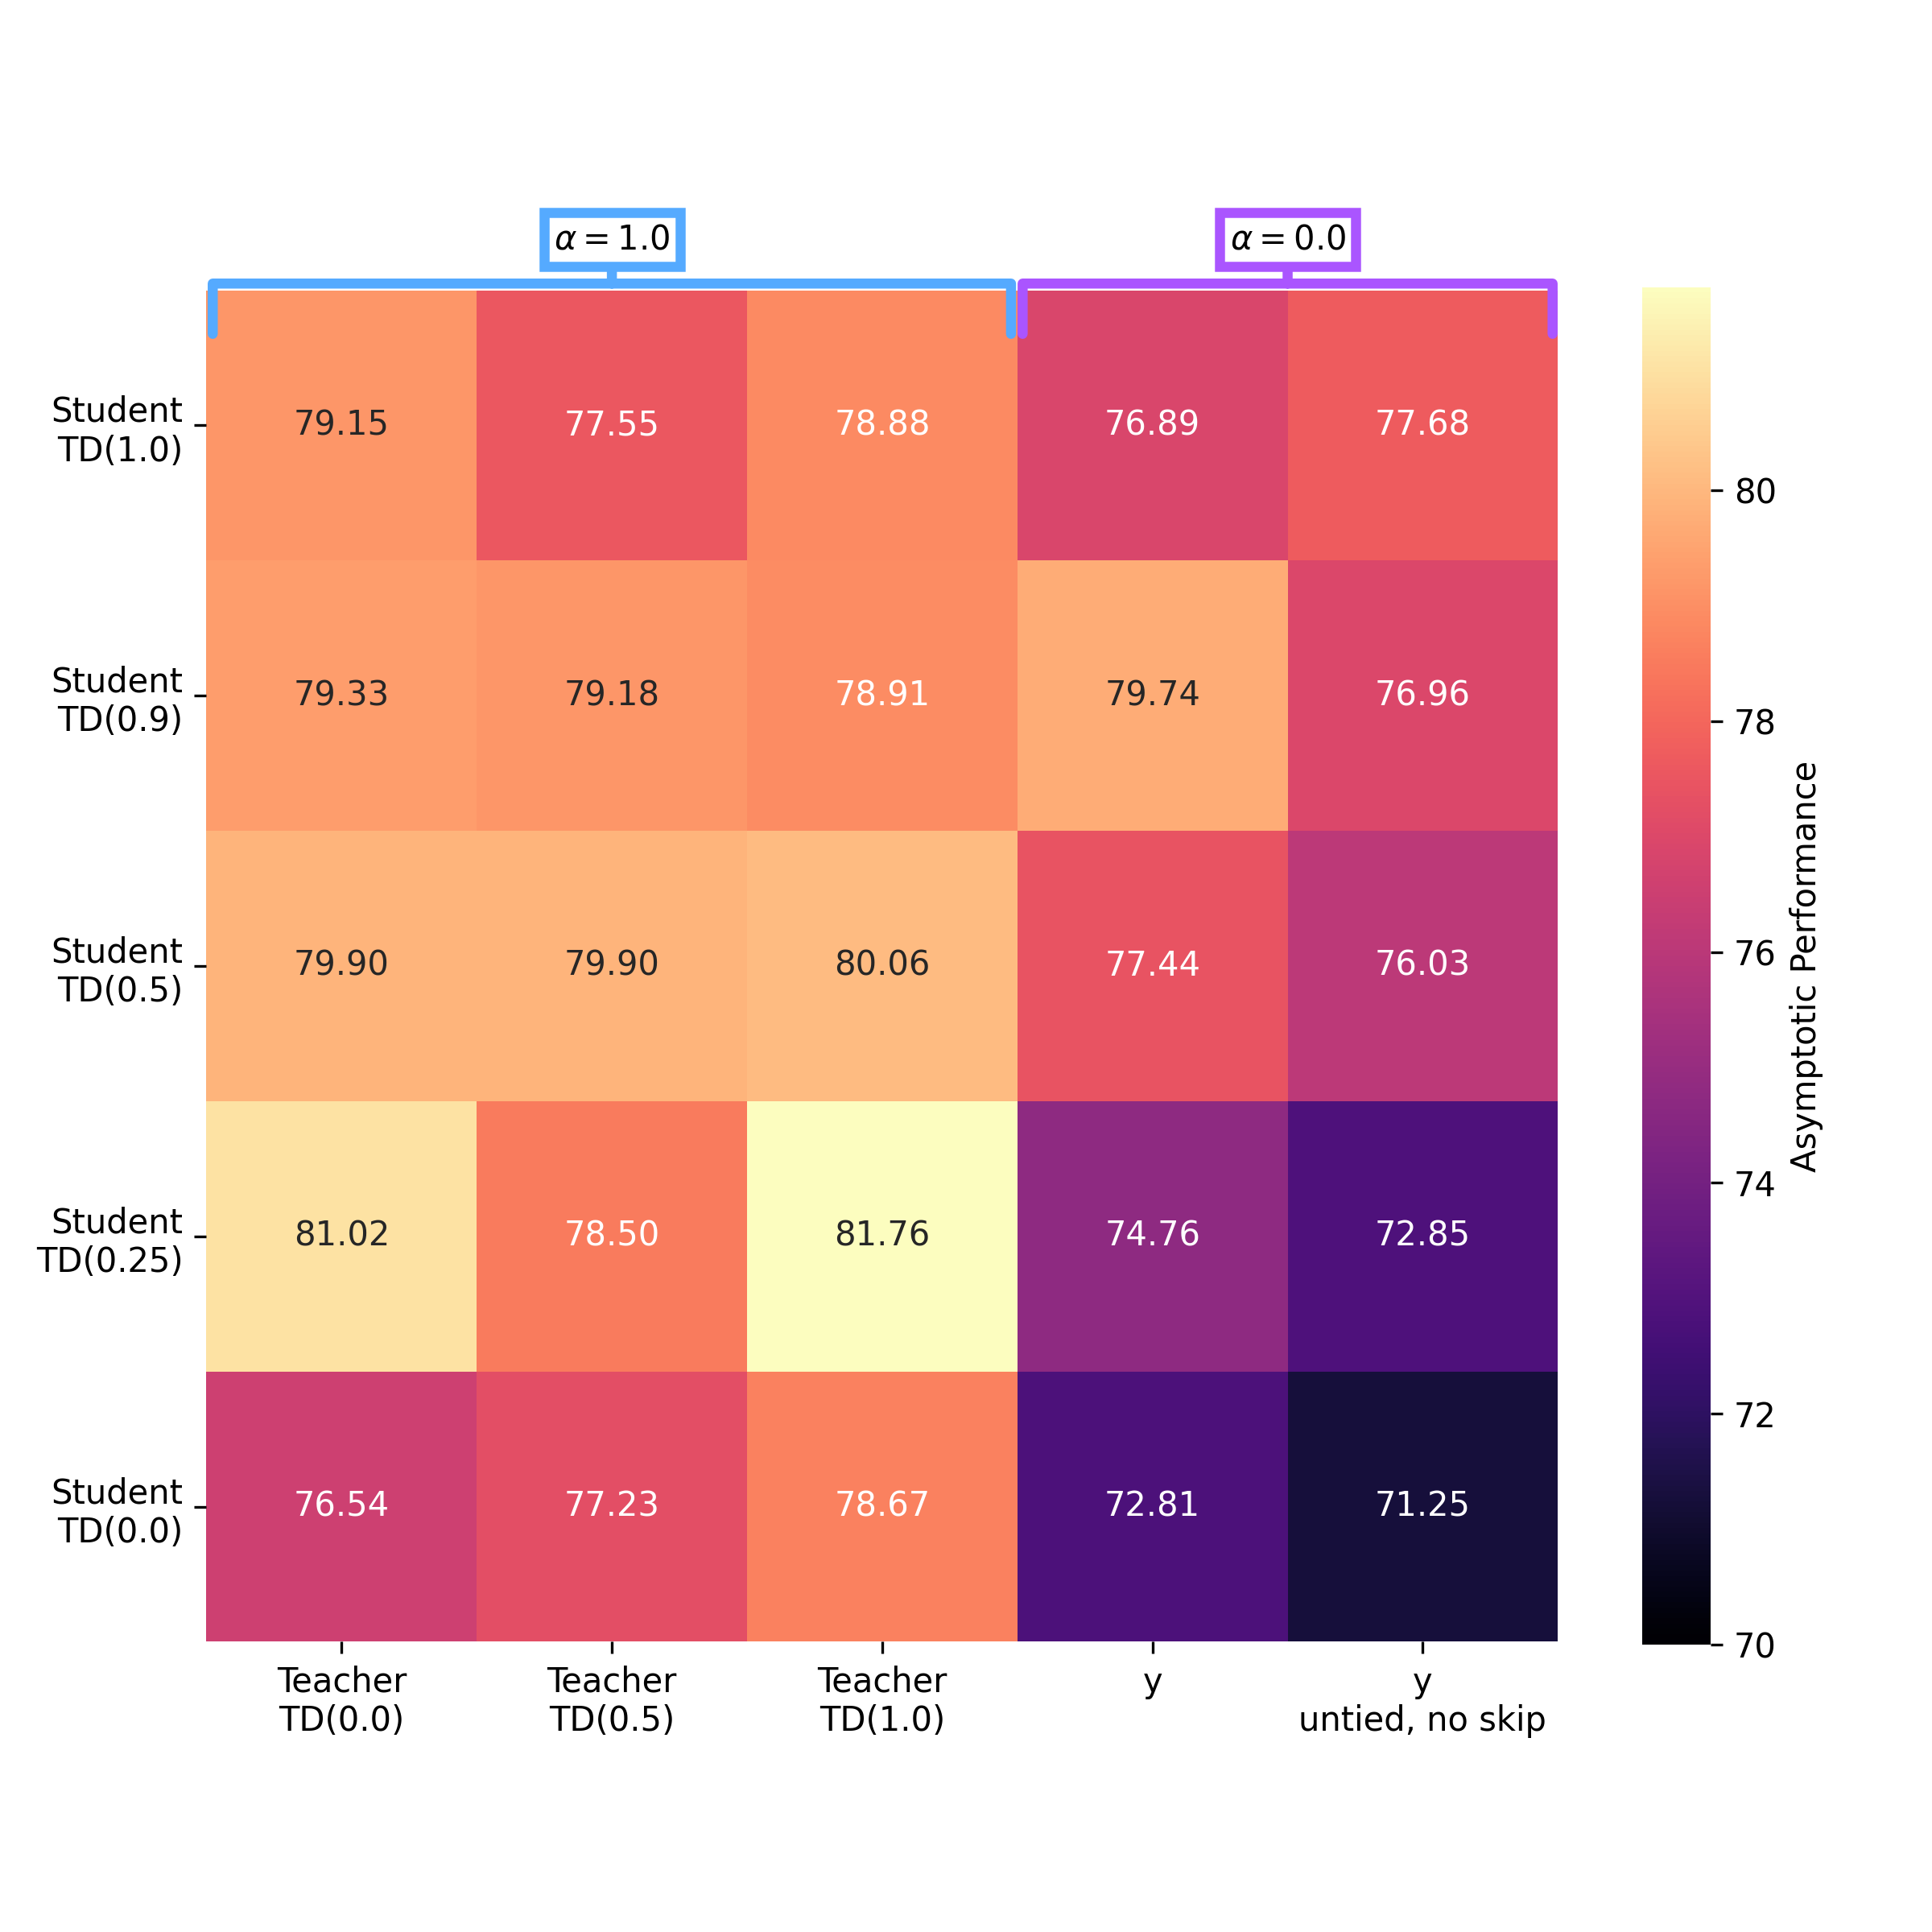 α = 1.0
α = 0.0
Student
TD(1.0)
79.15
77.55
78.88
76.89
77.68
Student
TD(0.9)
79.33
79.18
78.91
79.74
76.96
Student
TD(0.5)
79.90
79.90
80.06
77.44
76.03
Student
TD(0.25)
81.02
78.50
81.76
74.76
72.85
Student
TD(0.0)
76.54
77.23
78.67
72.81
71.25
Teacher
TD(0.0)
Teacher
TD(0.5)
Teacher
TD(1.0)
y
y
untied, no skip
80
78
76
74
72
70
Asymptotic Performance